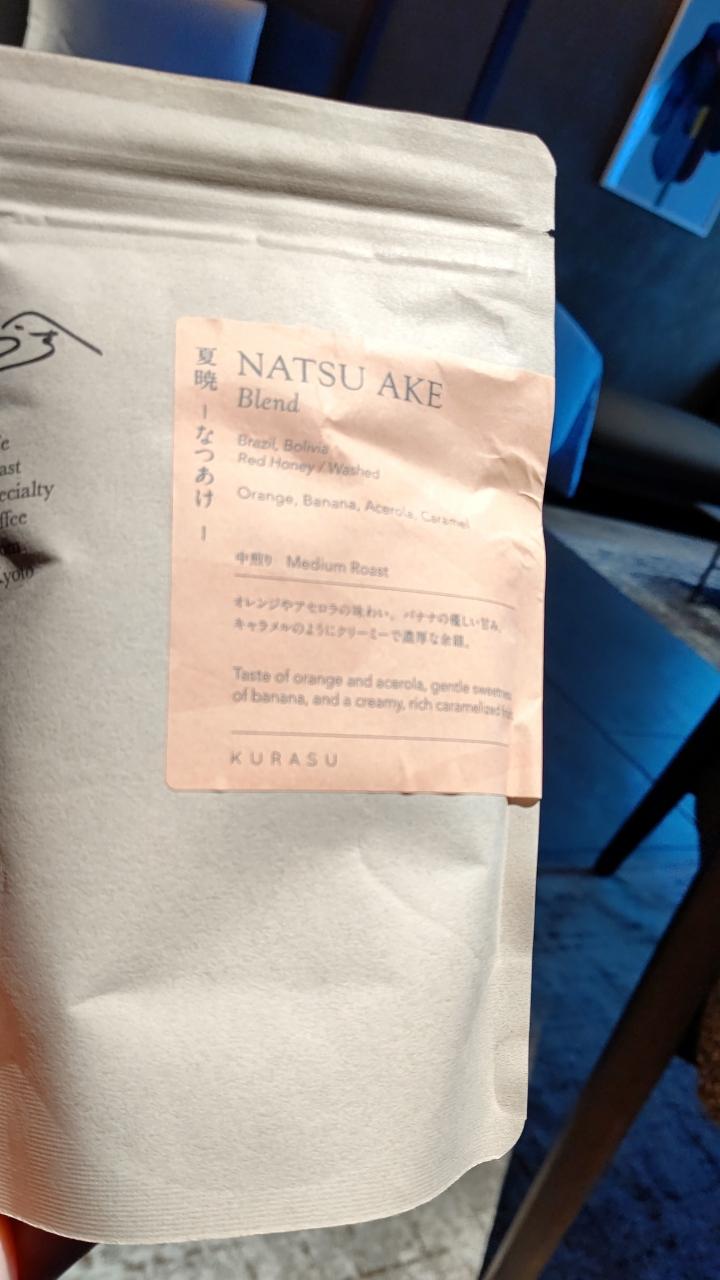 夏暁 ー なつあけ ー
NATSU AKE
Blend
Brazil, Bolivia
Red Honey / Washed
Orange, Banana, Acerola, Caramel
中煎り Medium Roast
オレンジやアセロラの味わい。バナナの優しい甘み、
キャラメルのようにクリーミーで濃厚な余韻。
Taste of orange and acerola, gentle
of banana, and a creamy, rich caramelized
KURASU
ecialty